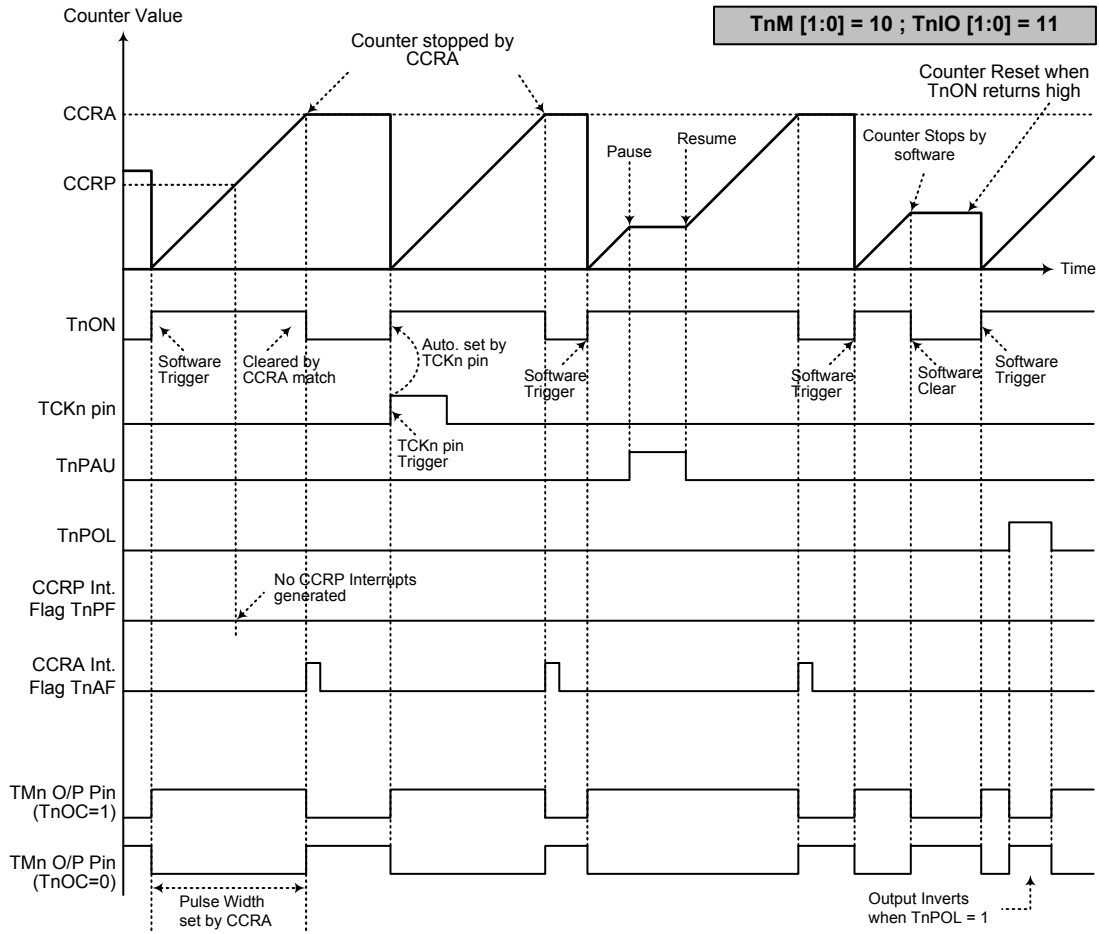 Counter Value
TnM [1:0] = 10 ; TnIO [1:0] = 11
Counter stopped by
CCRA
Counter Reset when
TnON returns high
CCRA
Pause
Resume
Counter Stops by
software
CCRP
Time
TnON
Software
Trigger
Cleared by
CCRA match
Auto. set by
TCKn pin
Software
Trigger
Software
Trigger
Software
Clear
Software
Trigger
TCKn pin
TCKn pin
Trigger
TnPAU
TnPOL
No CCRP Interrupts
generated
CCRP Int.
Flag TnPF
CCRA Int.
Flag TnAF
TMn O/P Pin
(TnOC=1)
TMn O/P Pin
(TnOC=0)
Pulse Width
set by CCRA
Output Inverts
when TnPOL = 1